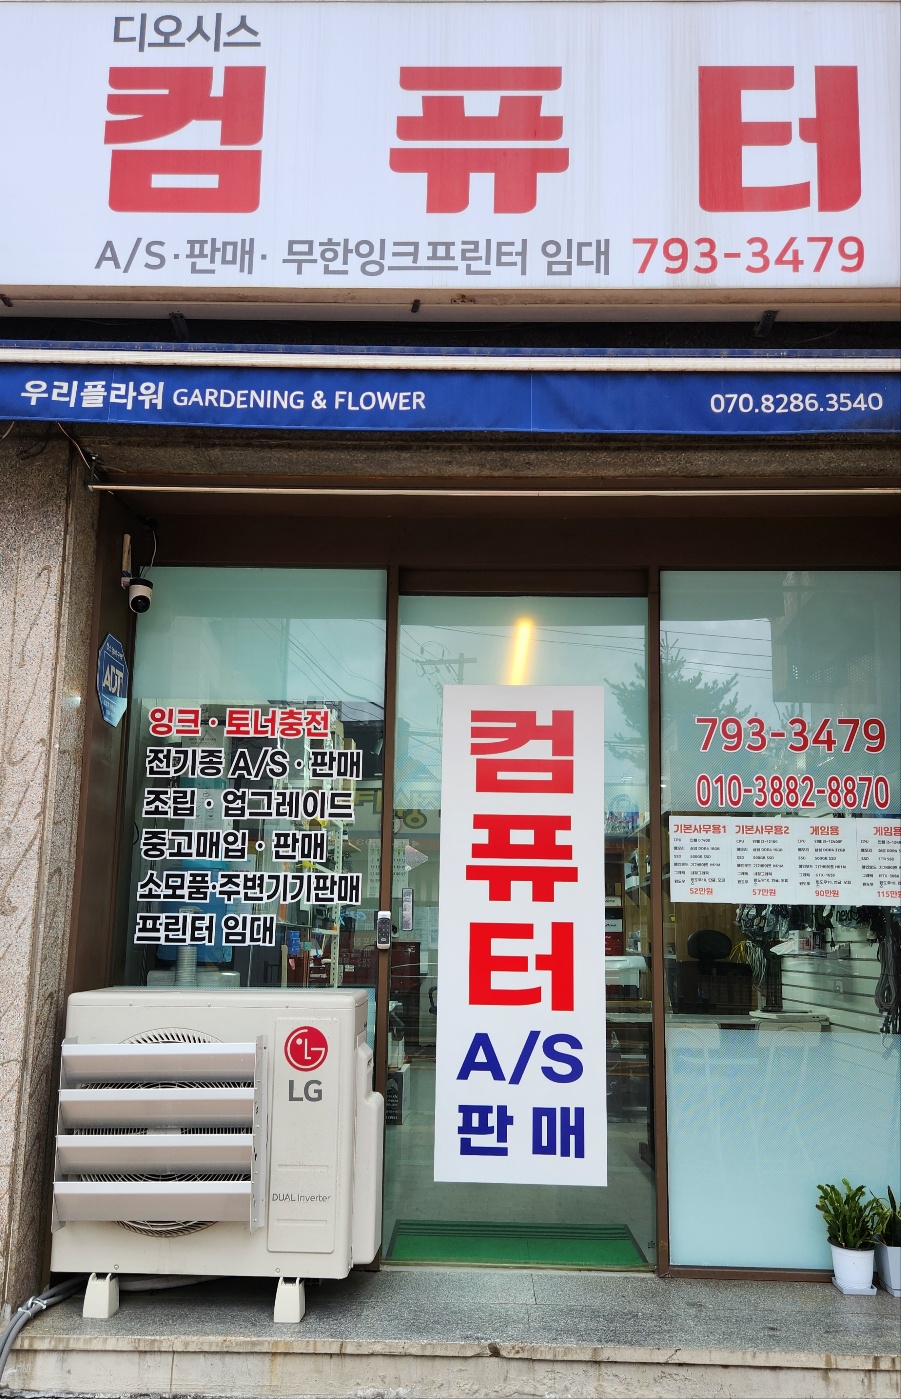 디오시스
컴퓨터
A/S·판매· 무한잉크프린터 임대 793-3479
우리플라워 GARDENING & FLOWER 070.8286.3540
ADT
잉크 · 토너충전
전기종 A/S · 판매
조립 · 업그레이드
중고매입 · 판매
소모품·주변기기판매
프린터 임대
컴퓨터
A/S
판매
793-3479
010-3882-8870
기본사무용1 기본사무용2 게임용 게임용
52만원 57만원 90만원 115만원
LG
DUAL Inverter